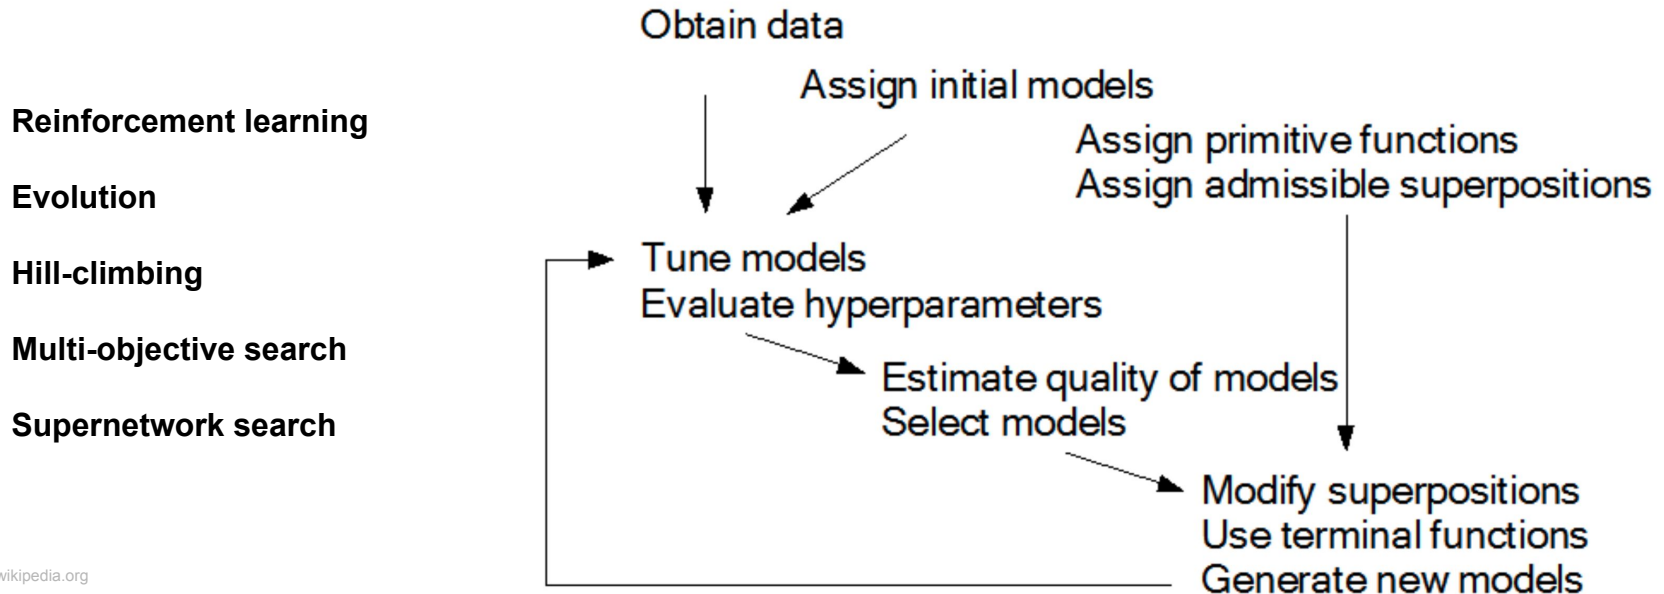 Reinforcement learning
Evolution
Hill-climbing
Multi-objective search
Supernetwork search
wikipedia.org
Obtain data
Assign initial models
Assign primitive functions
Assign admissible superpositions
Tune models
Evaluate hyperparameters
Estimate quality of models
Select models
Modify superpositions
Use terminal functions
Generate new models